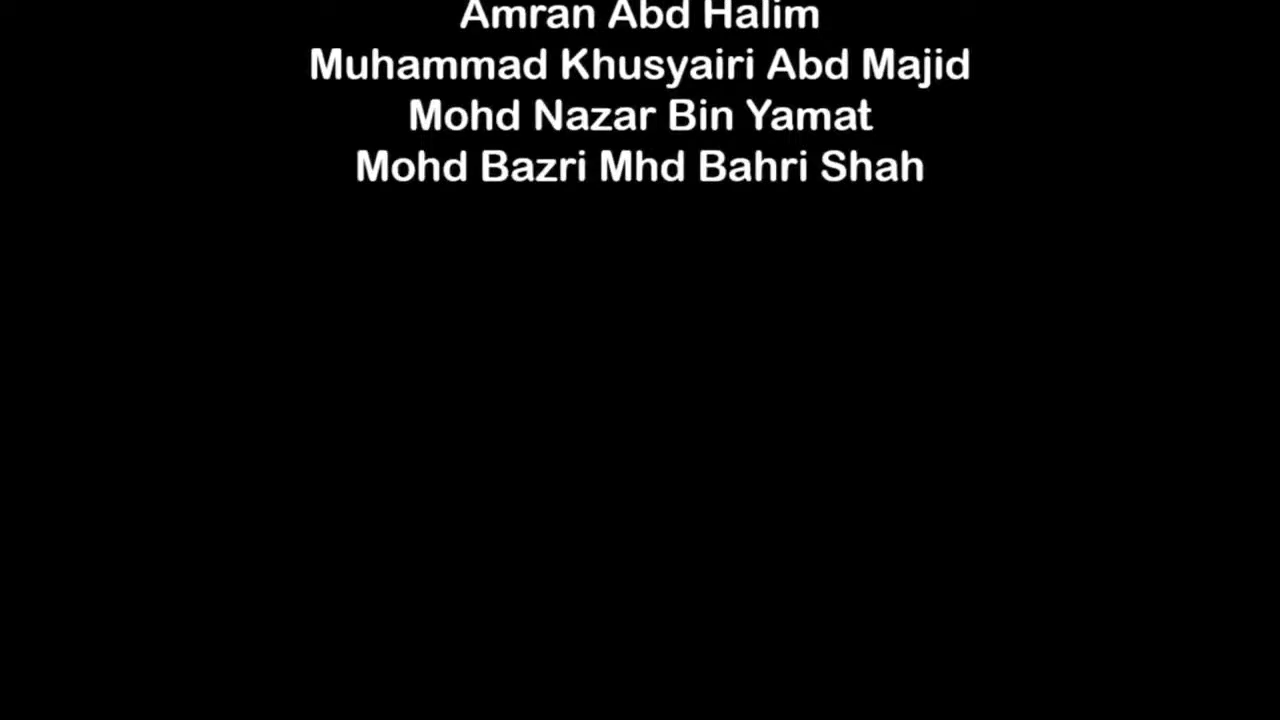 Amran Abd Halim
Muhammad Khusyairi Abd Majid
Mohd Nazar Bin Yamat
Mohd Bazri Mhd Bahri Shah